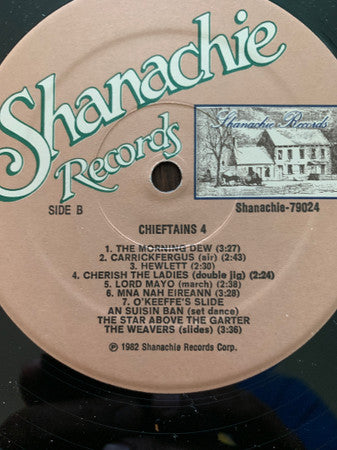 Shanachie
Records
Shanachie Records
SIDE B
Shanachie-79024
CHIEFTAINS 4
1. THE MORNING DEW (3:27)
2. CARRICKFERGUS (air) (2:43)
3. HEWLETT (2:30)
4. CHERISH THE LADIES (double jig) (2:24)
5. LORD MAYO (march) (2:38)
6. MNA NAH EIREANN (3:28)
7. O'KEEFFE'S SLIDE
AN SUISIN BAN (set dance)
THE STAR ABOVE THE GARTER
THE WEAVERS (slides) (3:36)
℗ 1982 Shanachie Records Corp.